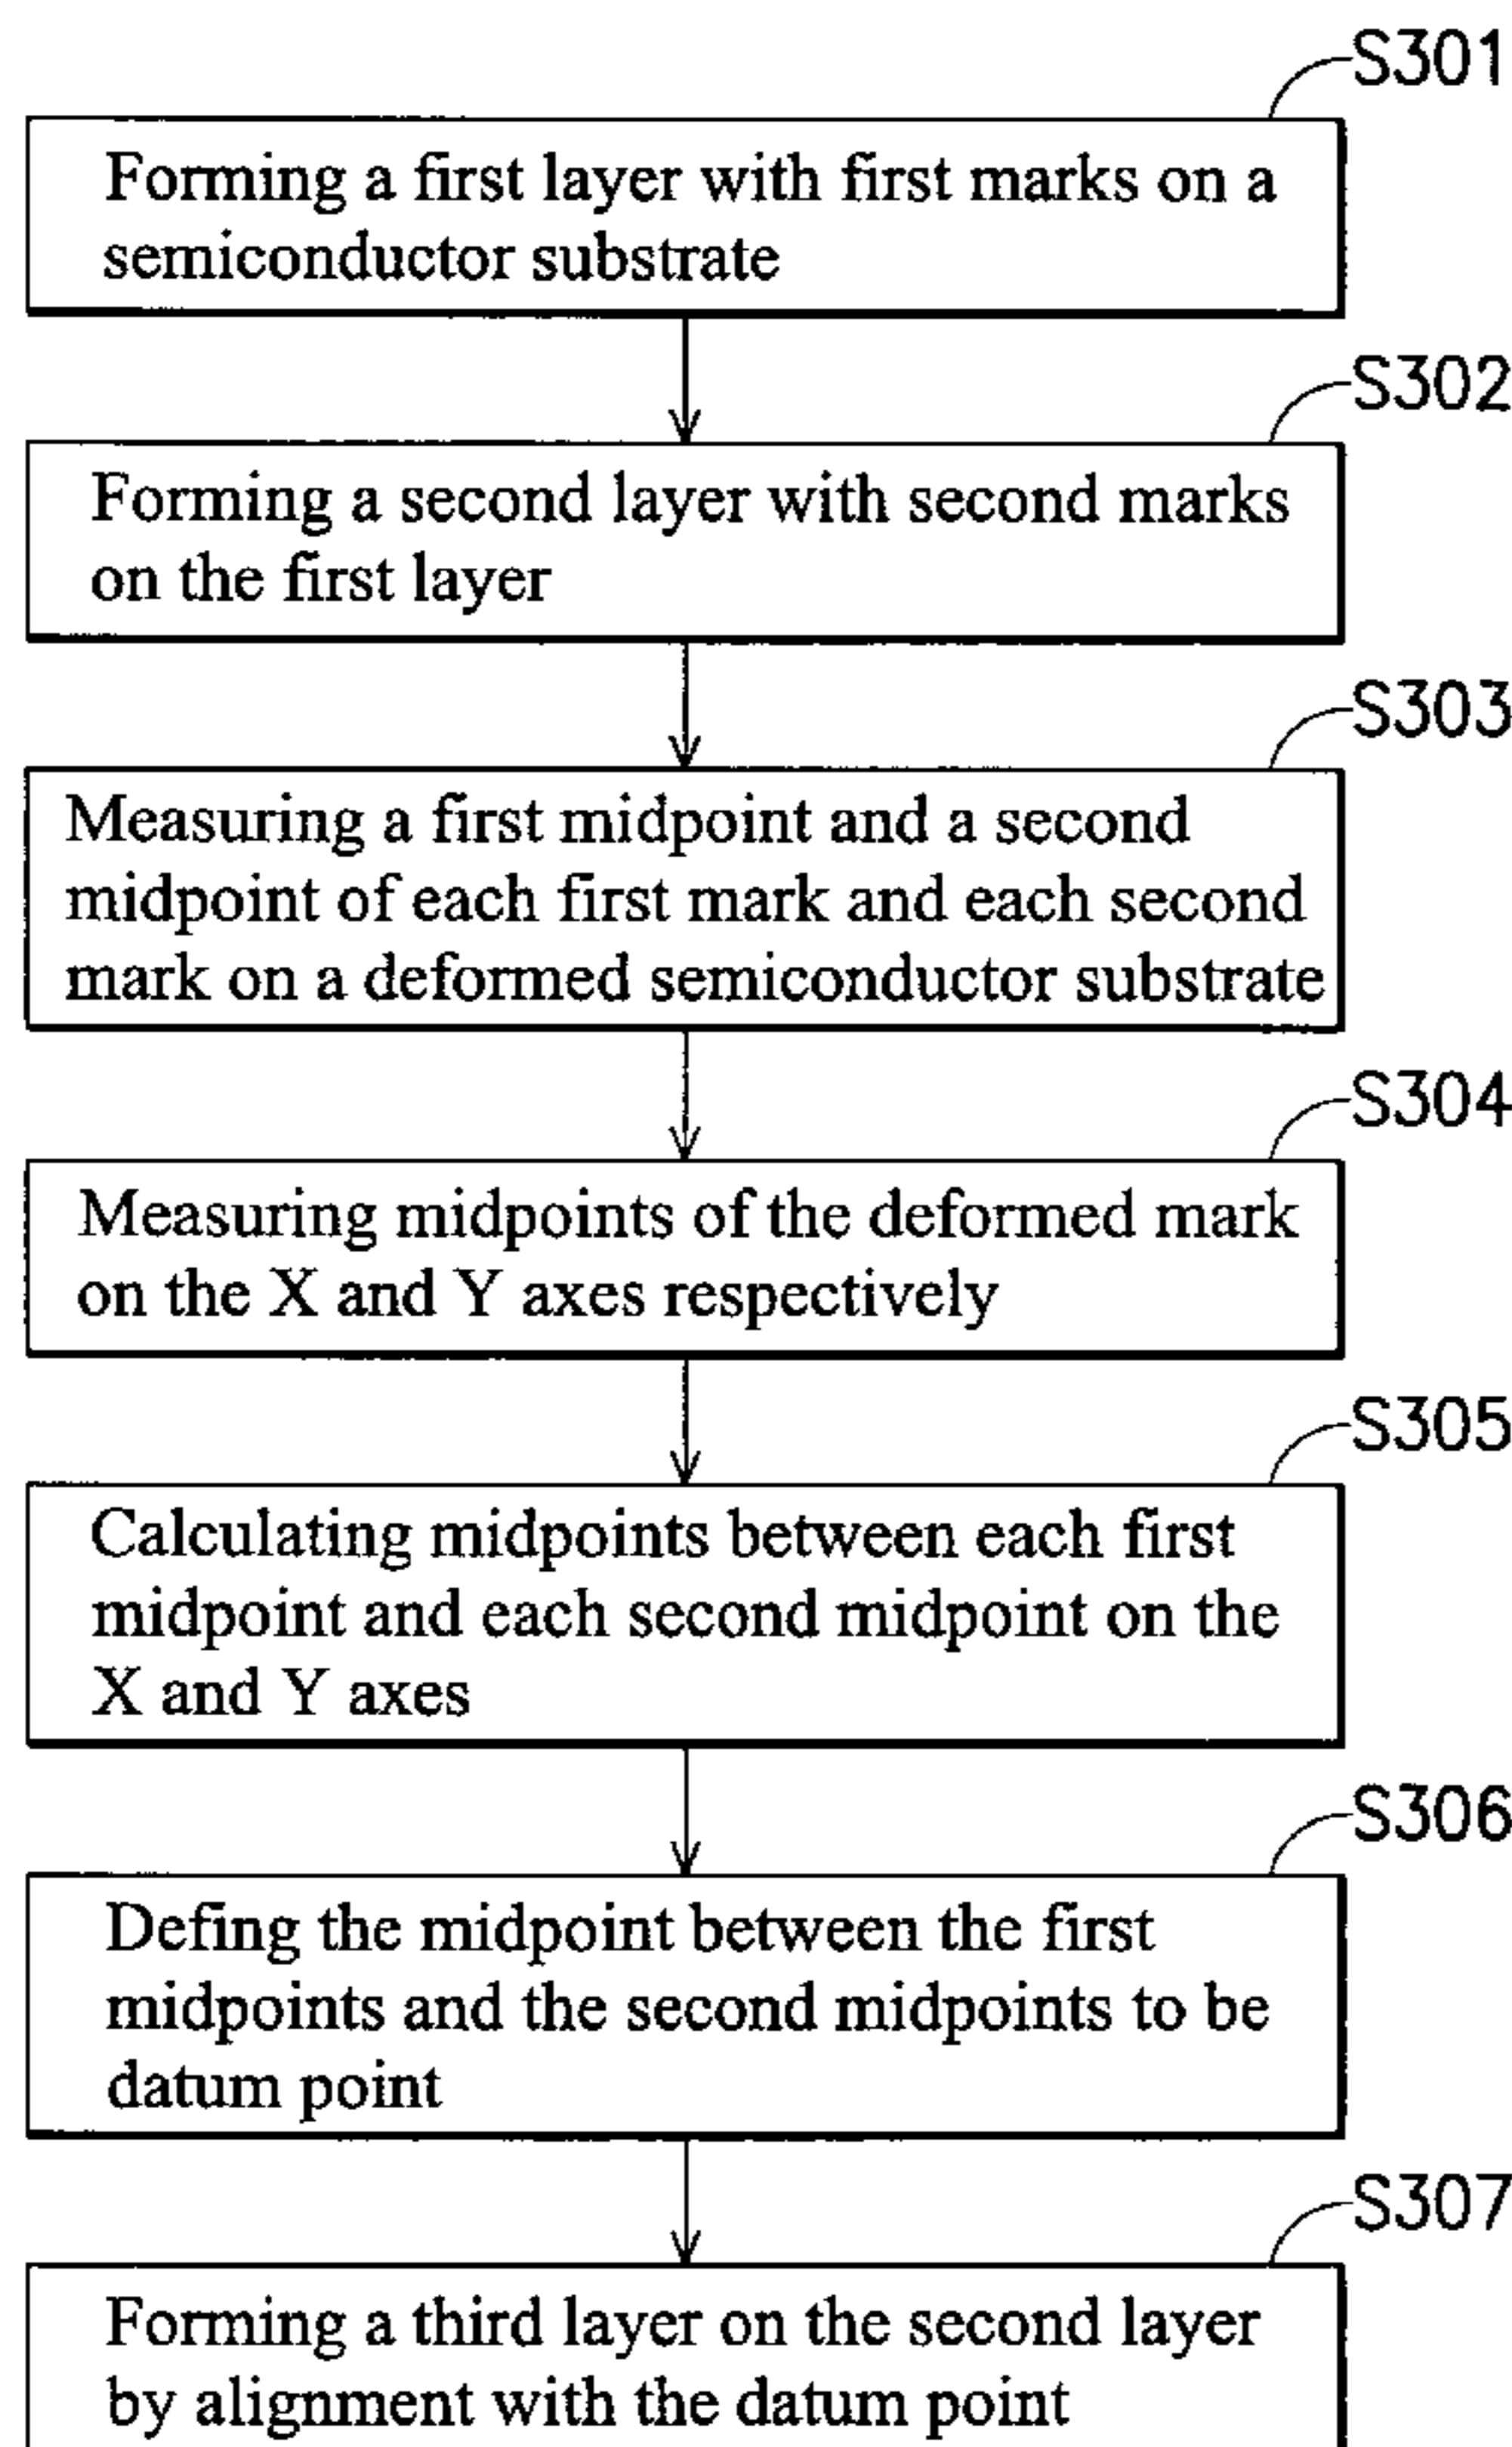 S301
Forming a first layer with first marks on a
semiconductor substrate
S302
Forming a second layer with second marks
on the first layer
S303
Measuring a first midpoint and a second
midpoint of each first mark and each second
mark on a deformed semiconductor substrate
S304
Measuring midpoints of the deformed mark
on the X and Y axes respectively
S305
Calculating midpoints between each first
midpoint and each second midpoint on the
X and Y axes
S306
Defing the midpoint between the first
midpoints and the second midpoints to be
datum point
S307
Forming a third layer on the second layer
by alignment with the datum point